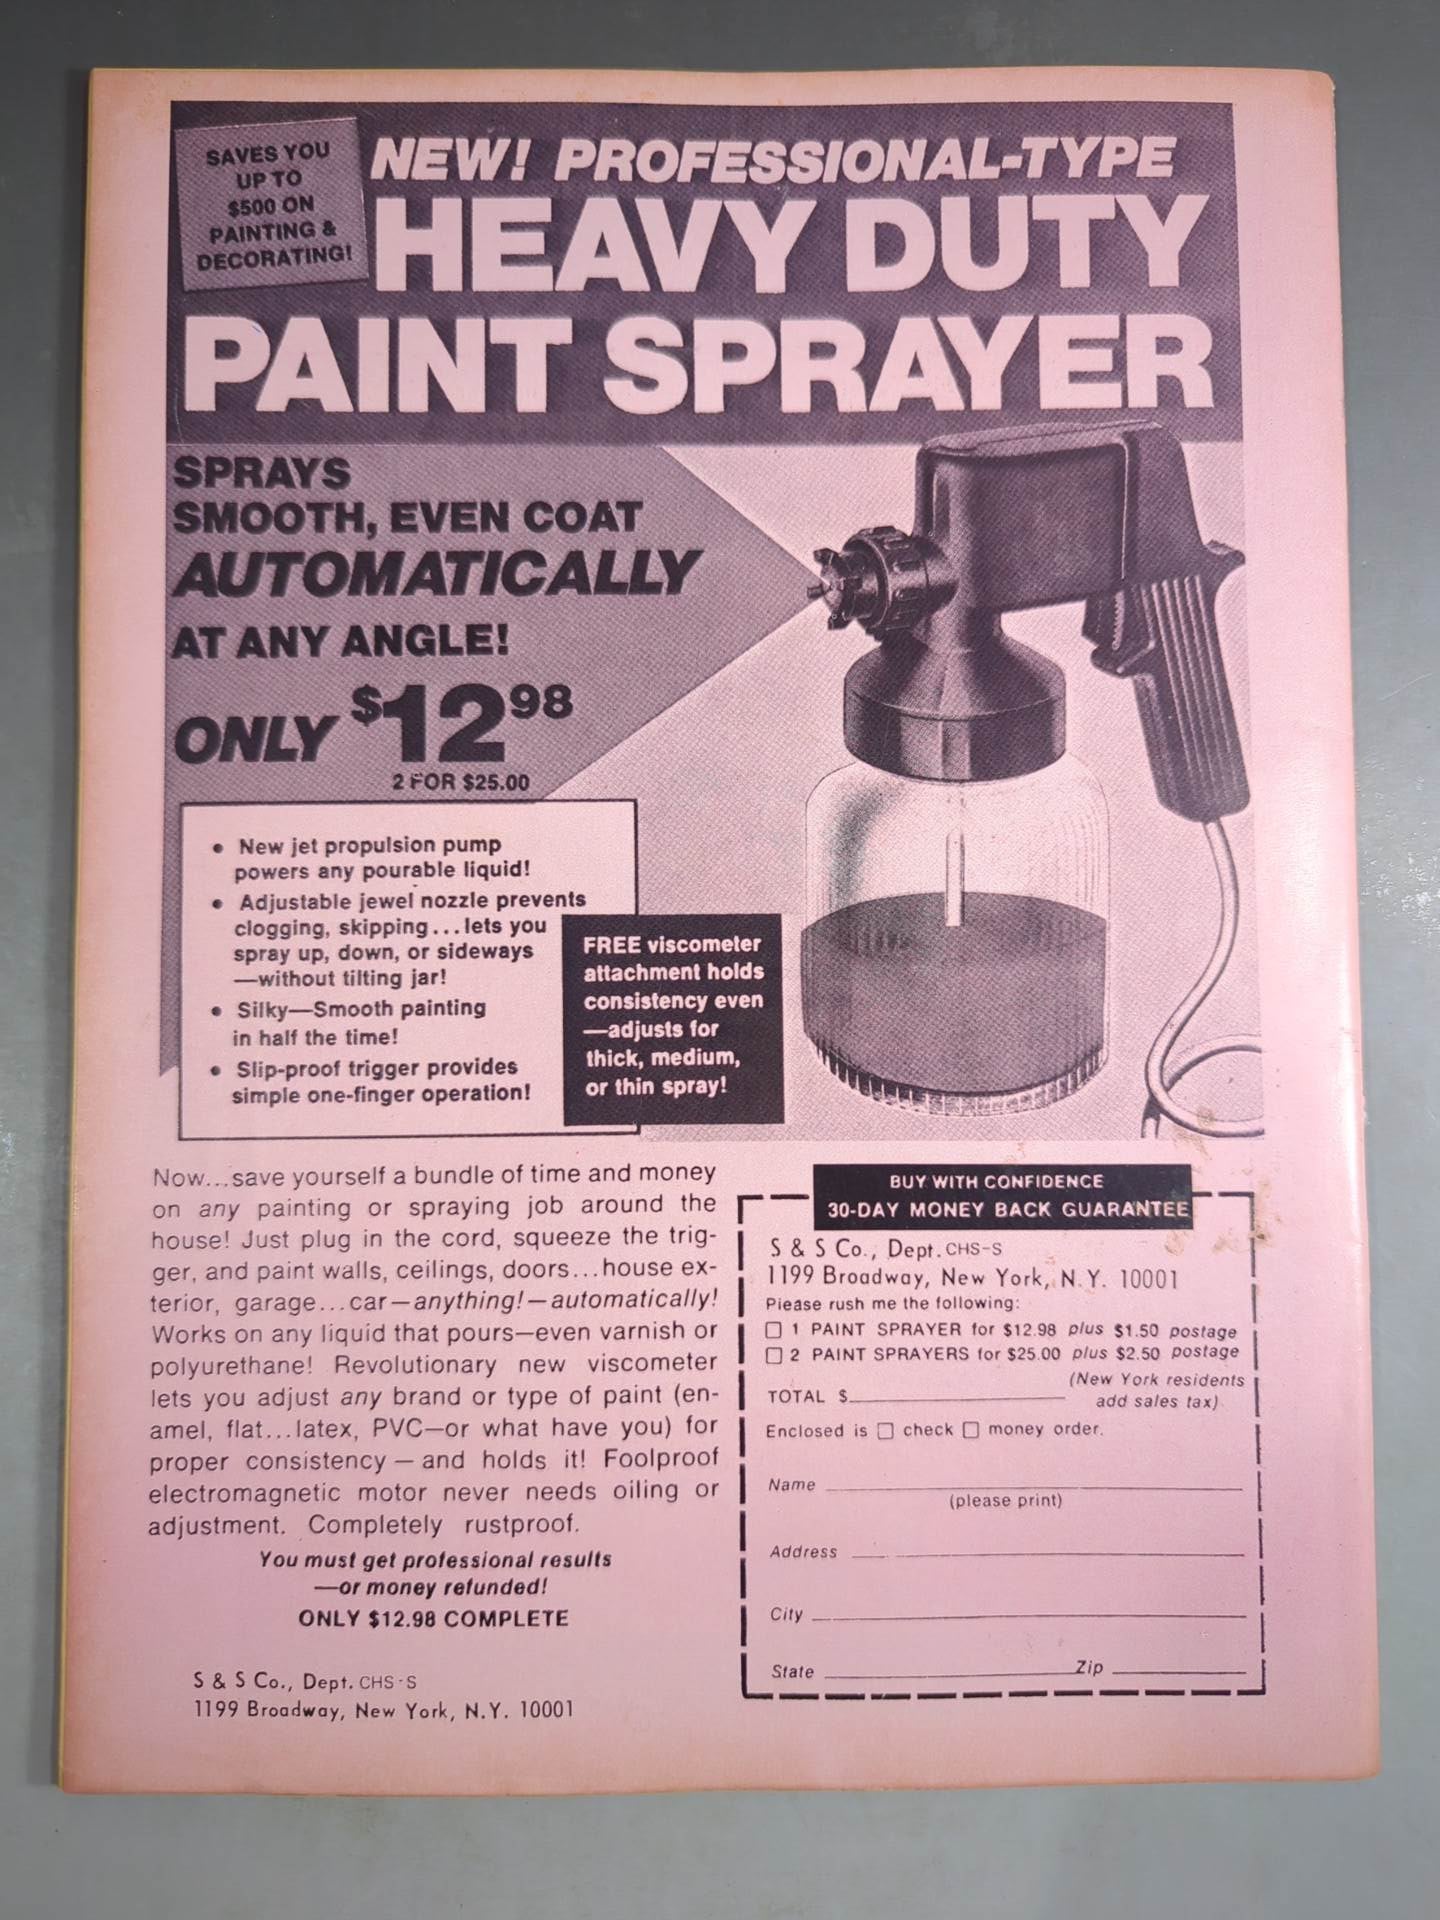 SAVES YOU
UP TO
$500 ON
PAINTING &
DECORATING!
NEW! PROFESSIONAL-TYPE
HEAVY DUTY
PAINT SPRAYER
SPRAYS
SMOOTH, EVEN COAT
AUTOMATICALLY
AT ANY ANGLE!
ONLY $12 98
2 FOR $25.00
• New jet propulsion pump
powers any pourable liquid!
• Adjustable jewel nozzle prevents
clogging, skipping...lets you
spray up, down, or sideways
—without tilting jar!
• Silky—Smooth painting
in half the time!
• Slip-proof trigger provides
simple one-finger operation!
FREE viscometer
attachment holds
consistency even
—adjusts for
thick, medium,
or thin spray!
Now...save yourself a bundle of time and money
on any painting or spraying job around the
house! Just plug in the cord, squeeze the trig-
ger, and paint walls, ceilings, doors...house ex-
terior, garage...car—anything!—automatically!
Works on any liquid that pours—even varnish or
polyurethane! Revolutionary new viscometer
lets you adjust any brand or type of paint (en-
amel, flat...latex, PVC—or what have you) for
proper consistency — and holds it! Foolproof
electromagnetic motor never needs oiling or
adjustment. Completely rustproof.
You must get professional results
—or money refunded!
ONLY $12.98 COMPLETE
S & S Co., Dept. CHS-S
1199 Broadway, New York, N.Y. 10001
BUY WITH CONFIDENCE
30-DAY MONEY BACK GUARANTEE
S & S Co., Dept. CHS-S
1199 Broadway, New York, N.Y. 10001
Please rush me the following:
☐ 1 PAINT SPRAYER for $12.98 plus $1.50 postage
☐ 2 PAINT SPRAYERS for $25.00 plus $2.50 postage
(New York residents
TOTAL $ add sales tax)
Enclosed is ☐ check ☐ money order.
Name
(please print)
Address
City
State Zip